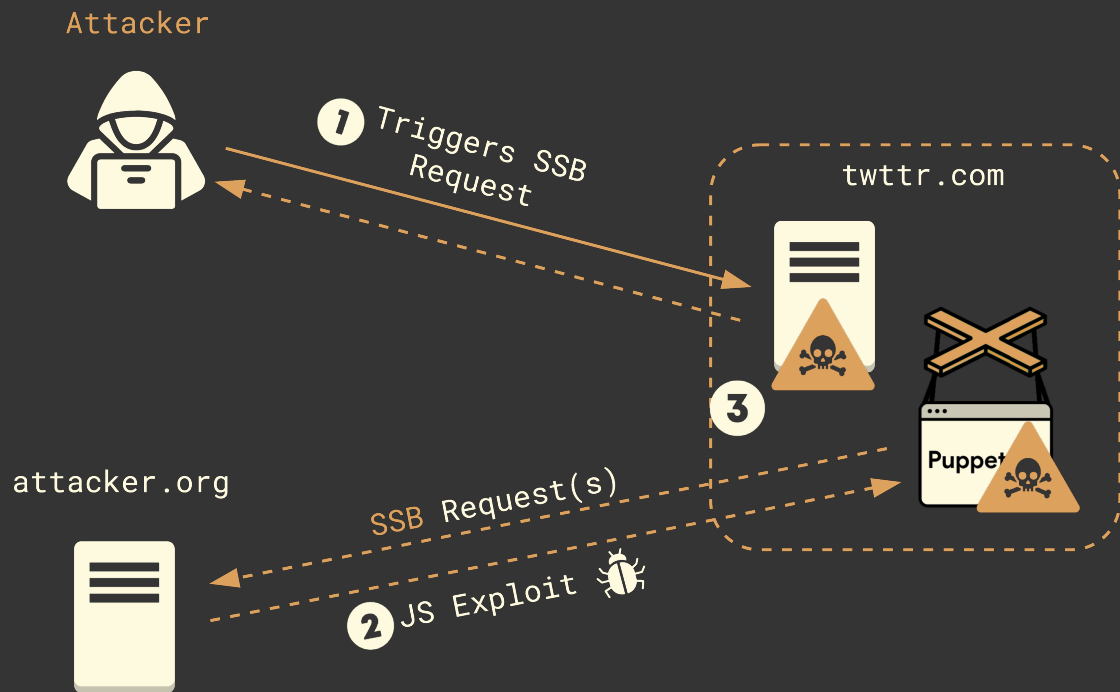 Attacker
1
Triggers SSB
Request
twttr.com
3
Puppet
attacker.org
SSB Request(s)
2
JS Exploit